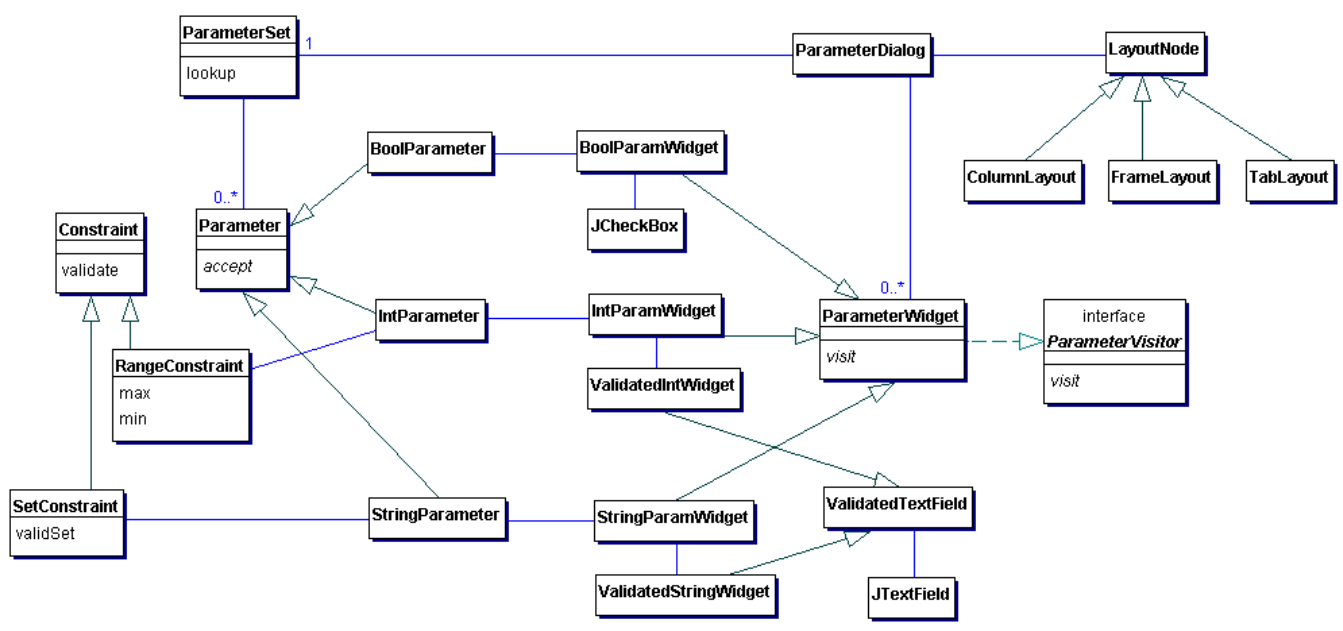 ParameterSet
lookup
1
ParameterDialog
LayoutNode
BoolParameter
BoolParamWidget
ColumnLayout
FrameLayout
TabLayout
0..*
Parameter
accept
JCheckBox
Constraint
validate
0..*
IntParameter
IntParamWidget
ParameterWidget
visit
interface
ParameterVisitor
visit
RangeConstraint
max
min
ValidatedIntWidget
SetConstraint
validSet
StringParameter
StringParamWidget
ValidatedTextField
ValidatedStringWidget
JTextField